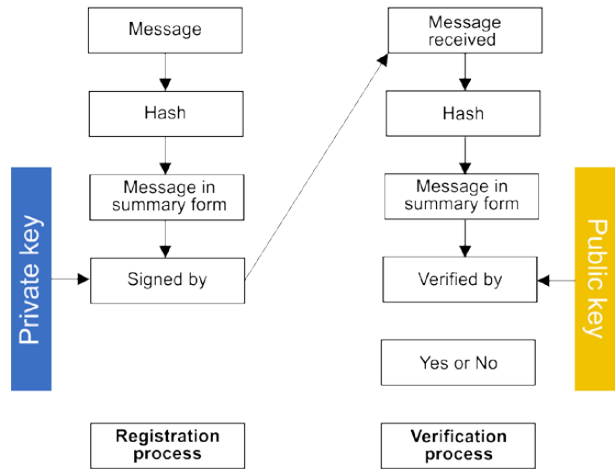 Message
Hash
Message in
summary form
Signed by
Private key
Registration
process
Message
received
Hash
Message in
summary form
Verified by
Public key
Yes or No
Verification
process